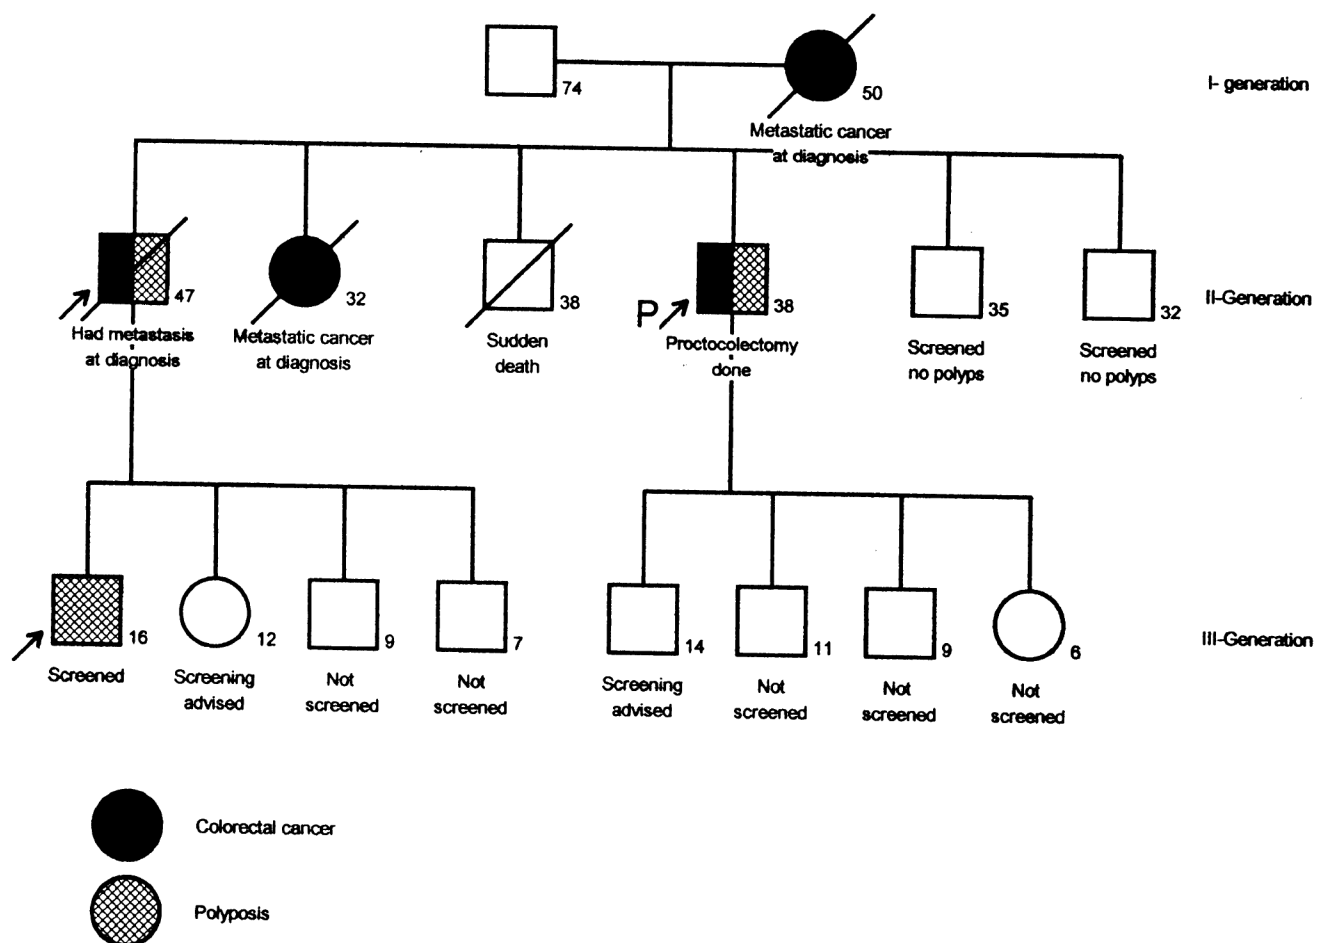 I- generation
74
50
Metastatic cancer
at diagnosis
II-Generation
47
Had metastasis
at diagnosis
32
Metastatic cancer
at diagnosis
38
Sudden
death
P
38
Proctocolectomy
done
35
Screened
no polyps
32
Screened
no polyps
III-Generation
16
Screened
12
Screening
advised
9
Not
screened
7
Not
screened
14
Screening
advised
11
Not
screened
9
Not
screened
6
Not
screened
Colorectal cancer
Polyposis